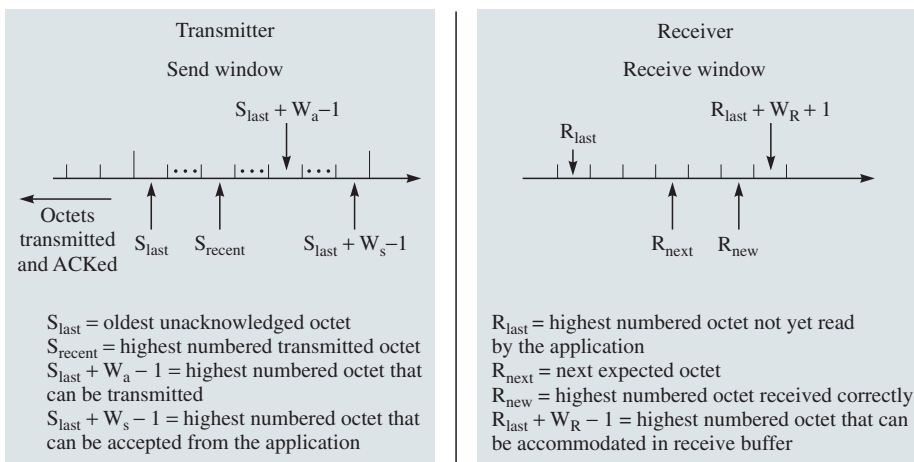 Transmitter
Send window
S_last + W_a−1
Octets
transmitted
and ACKed
S_last
S_recent
S_last + W_s−1
S_last = oldest unacknowledged octet
S_recent = highest numbered transmitted octet
S_last + W_a − 1 = highest numbered octet that
can be transmitted
S_last + W_s − 1 = highest numbered octet that
can be accepted from the application
Receiver
Receive window
R_last
R_last + W_R + 1
R_next
R_new
R_last = highest numbered octet not yet read
by the application
R_next = next expected octet
R_new = highest numbered octet received correctly
R_last + W_R − 1 = highest numbered octet that can
be accommodated in receive buffer